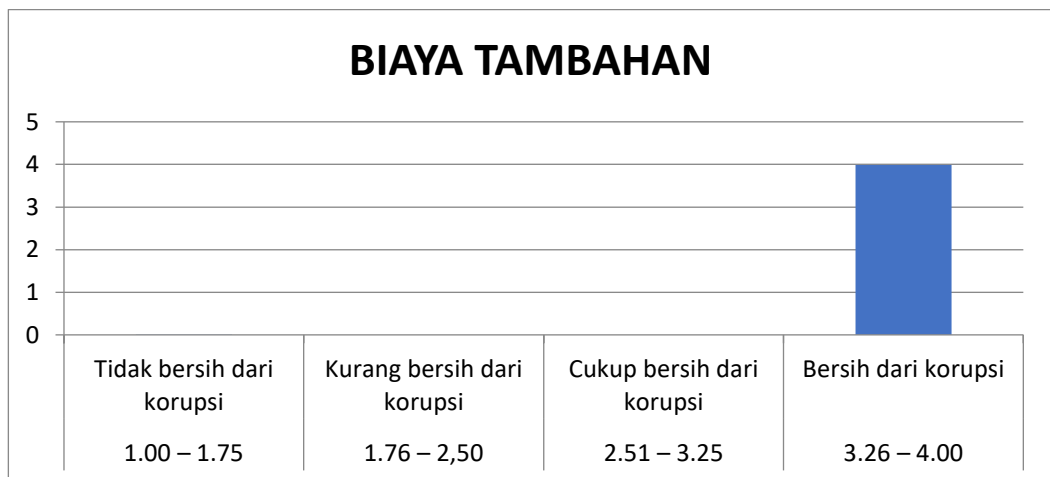 BIAYA TAMBAHAN
5
4
3
2
1
0
Tidak bersih dari
korupsi
Kurang bersih dari
korupsi
Cukup bersih dari
korupsi
Bersih dari korupsi
1.00 – 1.75
1.76 – 2,50
2.51 – 3.25
3.26 – 4.00